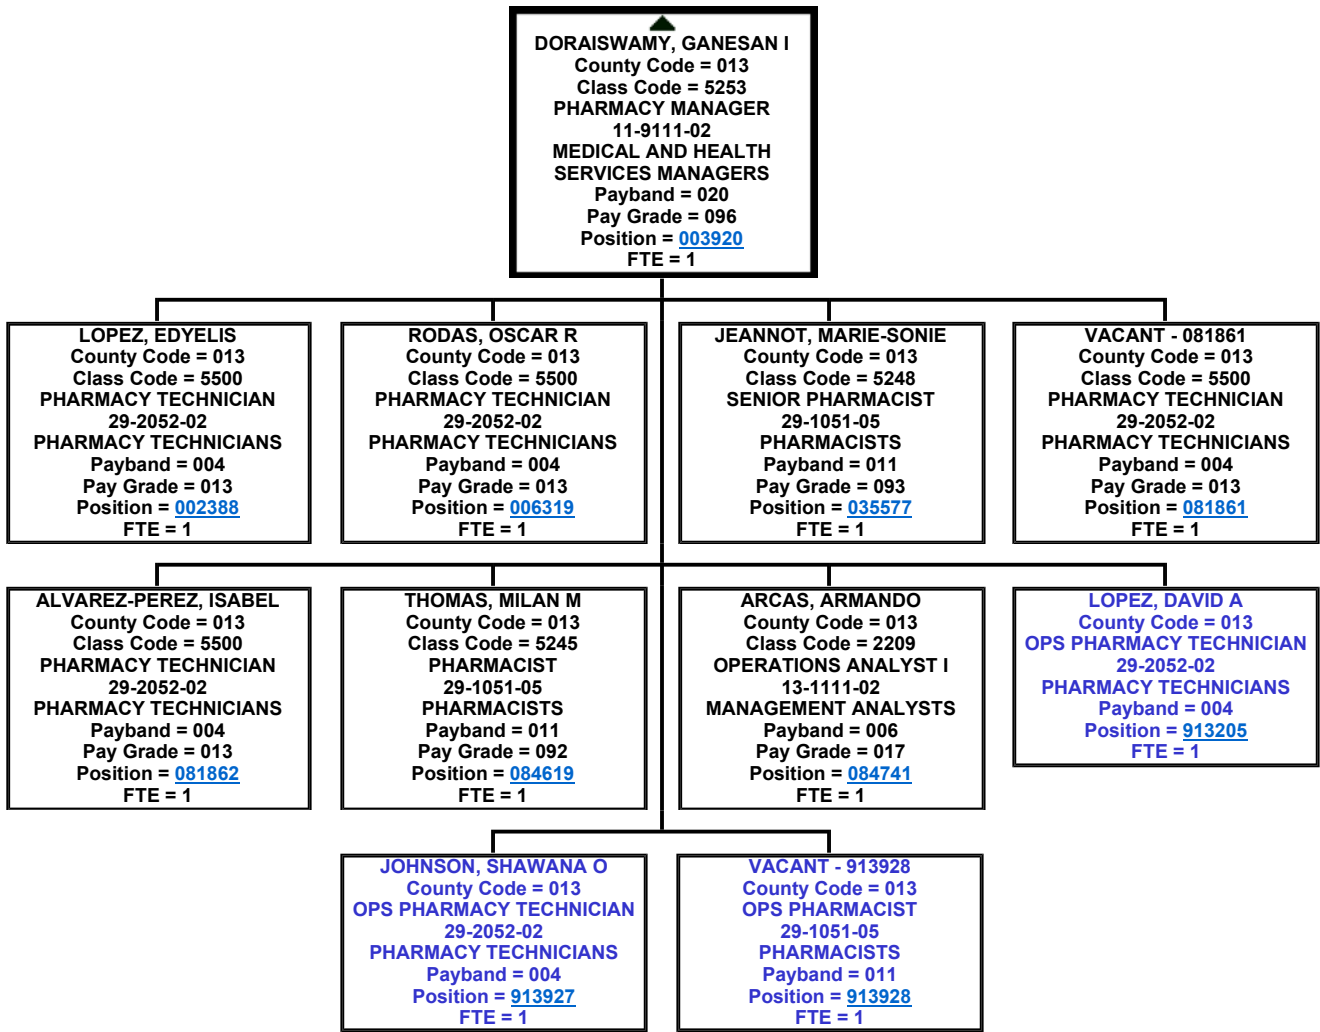 DORAISWAMY, GANESAN I
County Code = 013
Class Code = 5253
PHARMACY MANAGER
11-9111-02
MEDICAL AND HEALTH
SERVICES MANAGERS
Payband = 020
Pay Grade = 096
Position = 003920
FTE = 1
LOPEZ, EDYELIS
County Code = 013
Class Code = 5500
PHARMACY TECHNICIAN
29-2052-02
PHARMACY TECHNICIANS
Payband = 004
Pay Grade = 013
Position = 002388
FTE = 1
RODAS, OSCAR R
County Code = 013
Class Code = 5500
PHARMACY TECHNICIAN
29-2052-02
PHARMACY TECHNICIANS
Payband = 004
Pay Grade = 013
Position = 006319
FTE = 1
JEANNOT, MARIE-SONIE
County Code = 013
Class Code = 5248
SENIOR PHARMACIST
29-1051-05
PHARMACISTS
Payband = 011
Pay Grade = 093
Position = 035577
FTE = 1
VACANT - 081861
County Code = 013
Class Code = 5500
PHARMACY TECHNICIAN
29-2052-02
PHARMACY TECHNICIANS
Payband = 004
Pay Grade = 013
Position = 081861
FTE = 1
ALVAREZ-PEREZ, ISABEL
County Code = 013
Class Code = 5500
PHARMACY TECHNICIAN
29-2052-02
PHARMACY TECHNICIANS
Payband = 004
Pay Grade = 013
Position = 081862
FTE = 1
THOMAS, MILAN M
County Code = 013
Class Code = 5245
PHARMACIST
29-1051-05
PHARMACISTS
Payband = 011
Pay Grade = 092
Position = 084619
FTE = 1
ARCAS, ARMANDO
County Code = 013
Class Code = 2209
OPERATIONS ANALYST I
13-1111-02
MANAGEMENT ANALYSTS
Payband = 006
Pay Grade = 017
Position = 084741
FTE = 1
LOPEZ, DAVID A
County Code = 013
OPS PHARMACY TECHNICIAN
29-2052-02
PHARMACY TECHNICIANS
Payband = 004
Position = 913205
FTE = 1
JOHNSON, SHAWANA O
County Code = 013
OPS PHARMACY TECHNICIAN
29-2052-02
PHARMACY TECHNICIANS
Payband = 004
Position = 913927
FTE = 1
VACANT - 913928
County Code = 013
OPS PHARMACIST
29-1051-05
PHARMACISTS
Payband = 011
Position = 913928
FTE = 1